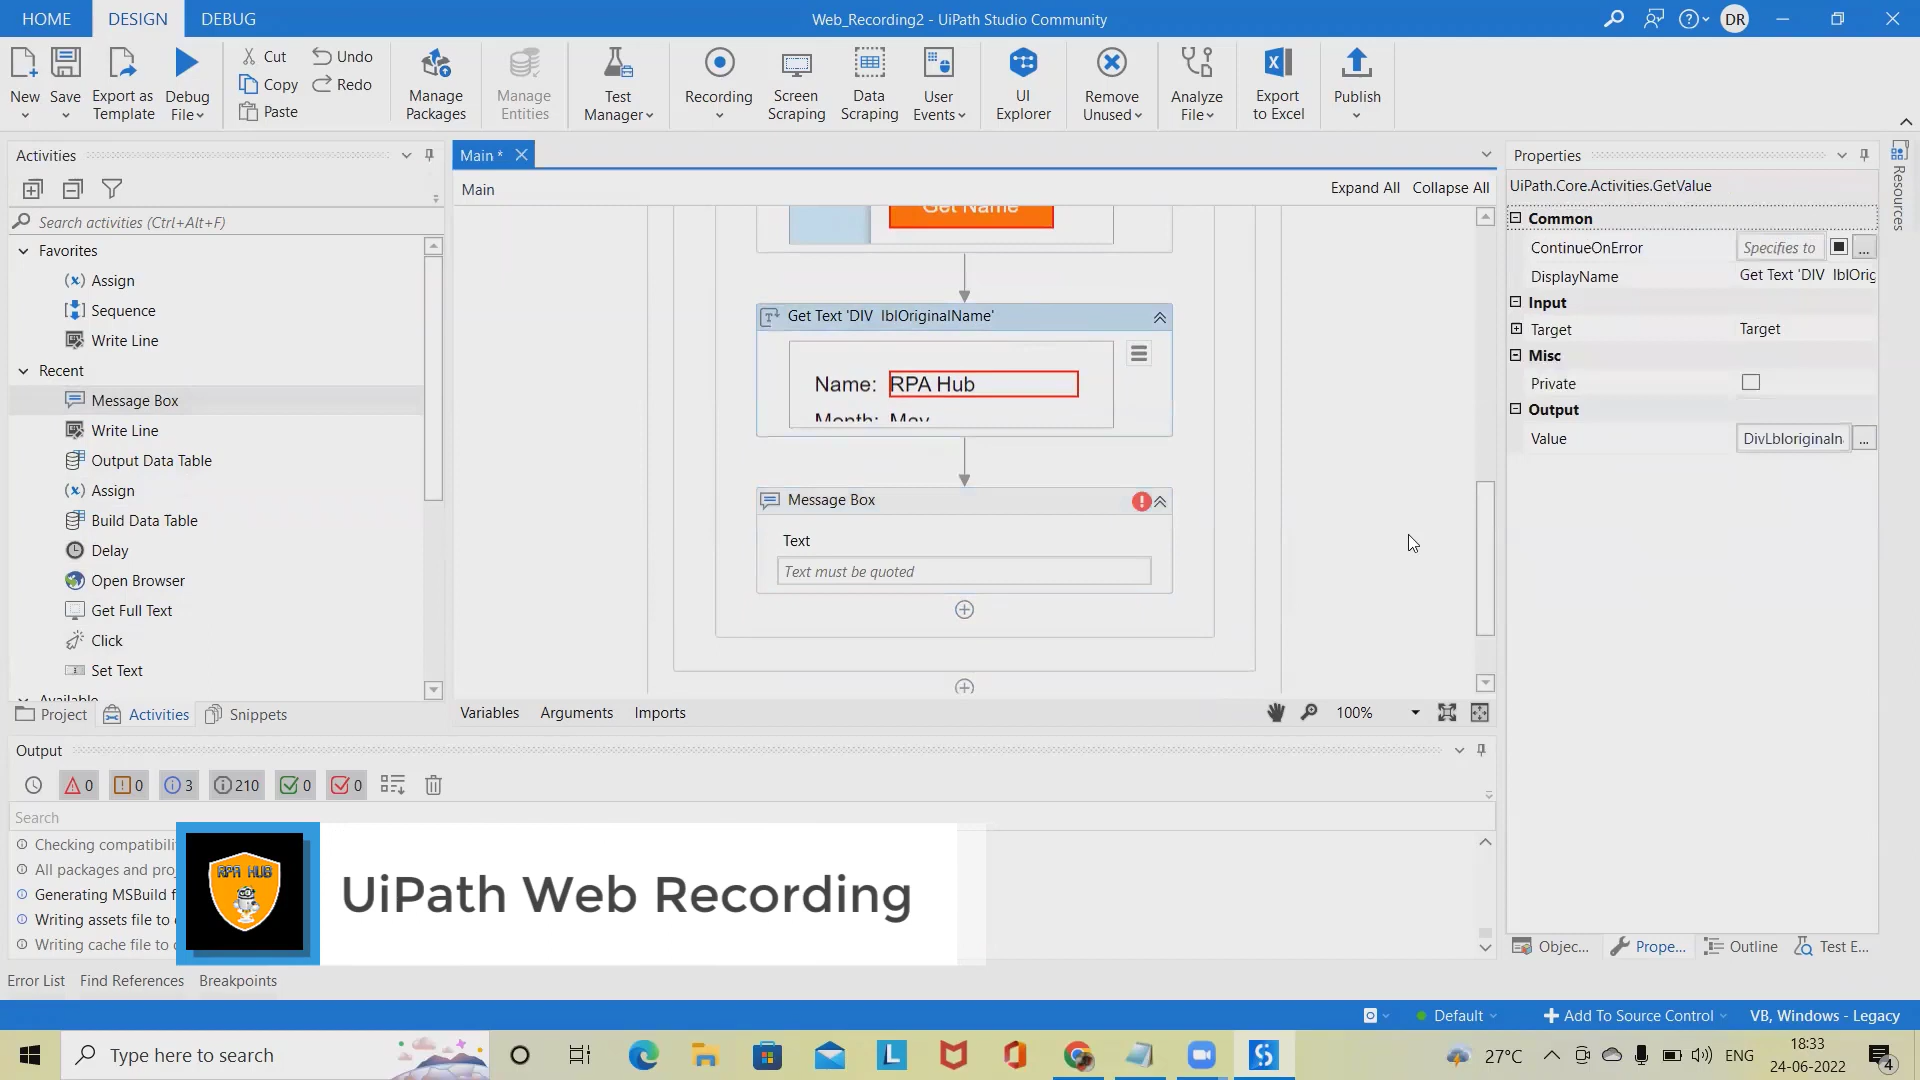 HOME
DESIGN
DEBUG
Web_Recording2 - UiPath Studio Community
DR
New
Save
Export as
Template
Debug
File
Cut
Copy
Paste
Undo
Redo
Manage
Packages
Manage
Entities
Test
Manager
Recording
Screen
Scraping
Data
Scraping
User
Events
UI
Explorer
Remove
Unused
Analyze
File
Export
to Excel
Publish
Activities
Search activities (Ctrl+Alt+F)
Favorites
Assign
Sequence
Write Line
Recent
Message Box
Write Line
Output Data Table
Assign
Build Data Table
Delay
Open Browser
Get Full Text
Click
Set Text
Available
Project
Activities
Snippets
Main *
Main
Expand All
Collapse All
Get Name
Get Text 'DIV  lblOriginalName'
Name: RPA Hub
Month: May
Message Box
Text
Text must be quoted
Variables
Arguments
Imports
100%
Properties
UiPath.Core.Activities.GetValue
Common
ContinueOnError
Specifies to
...
DisplayName
Get Text 'DIV  lblOrig
Input
Target
Target
Misc
Private
Output
Value
DivLbloriginaln
...
Resources
Objec...
Prope...
Outline
Test E...
Output
0
0
3
210
0
0
Search
Checking compatibili
All packages and proj
Generating MSBuild f
Writing assets file to
Writing cache file to
RPA HUB
UiPath Web Recording
Error List
Find References
Breakpoints
Default
Add To Source Control
VB, Windows - Legacy
Type here to search
27°C
ENG
18:33
24-06-2022
4